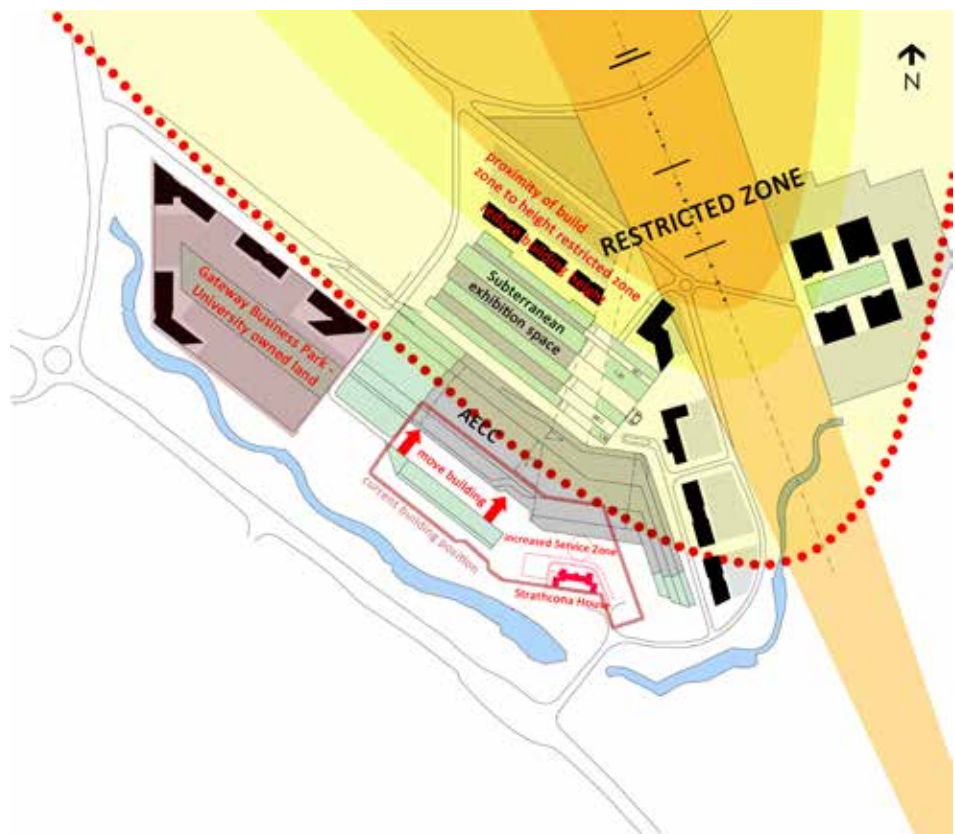 N
RESTRICTED ZONE
proximity of build
zone to height restricted zone
reduce building height
Subterranean
exhibition space
Gateway Business Park -
University owned land
AECC
move building
current building position
increased Service Zone
Strathcona House